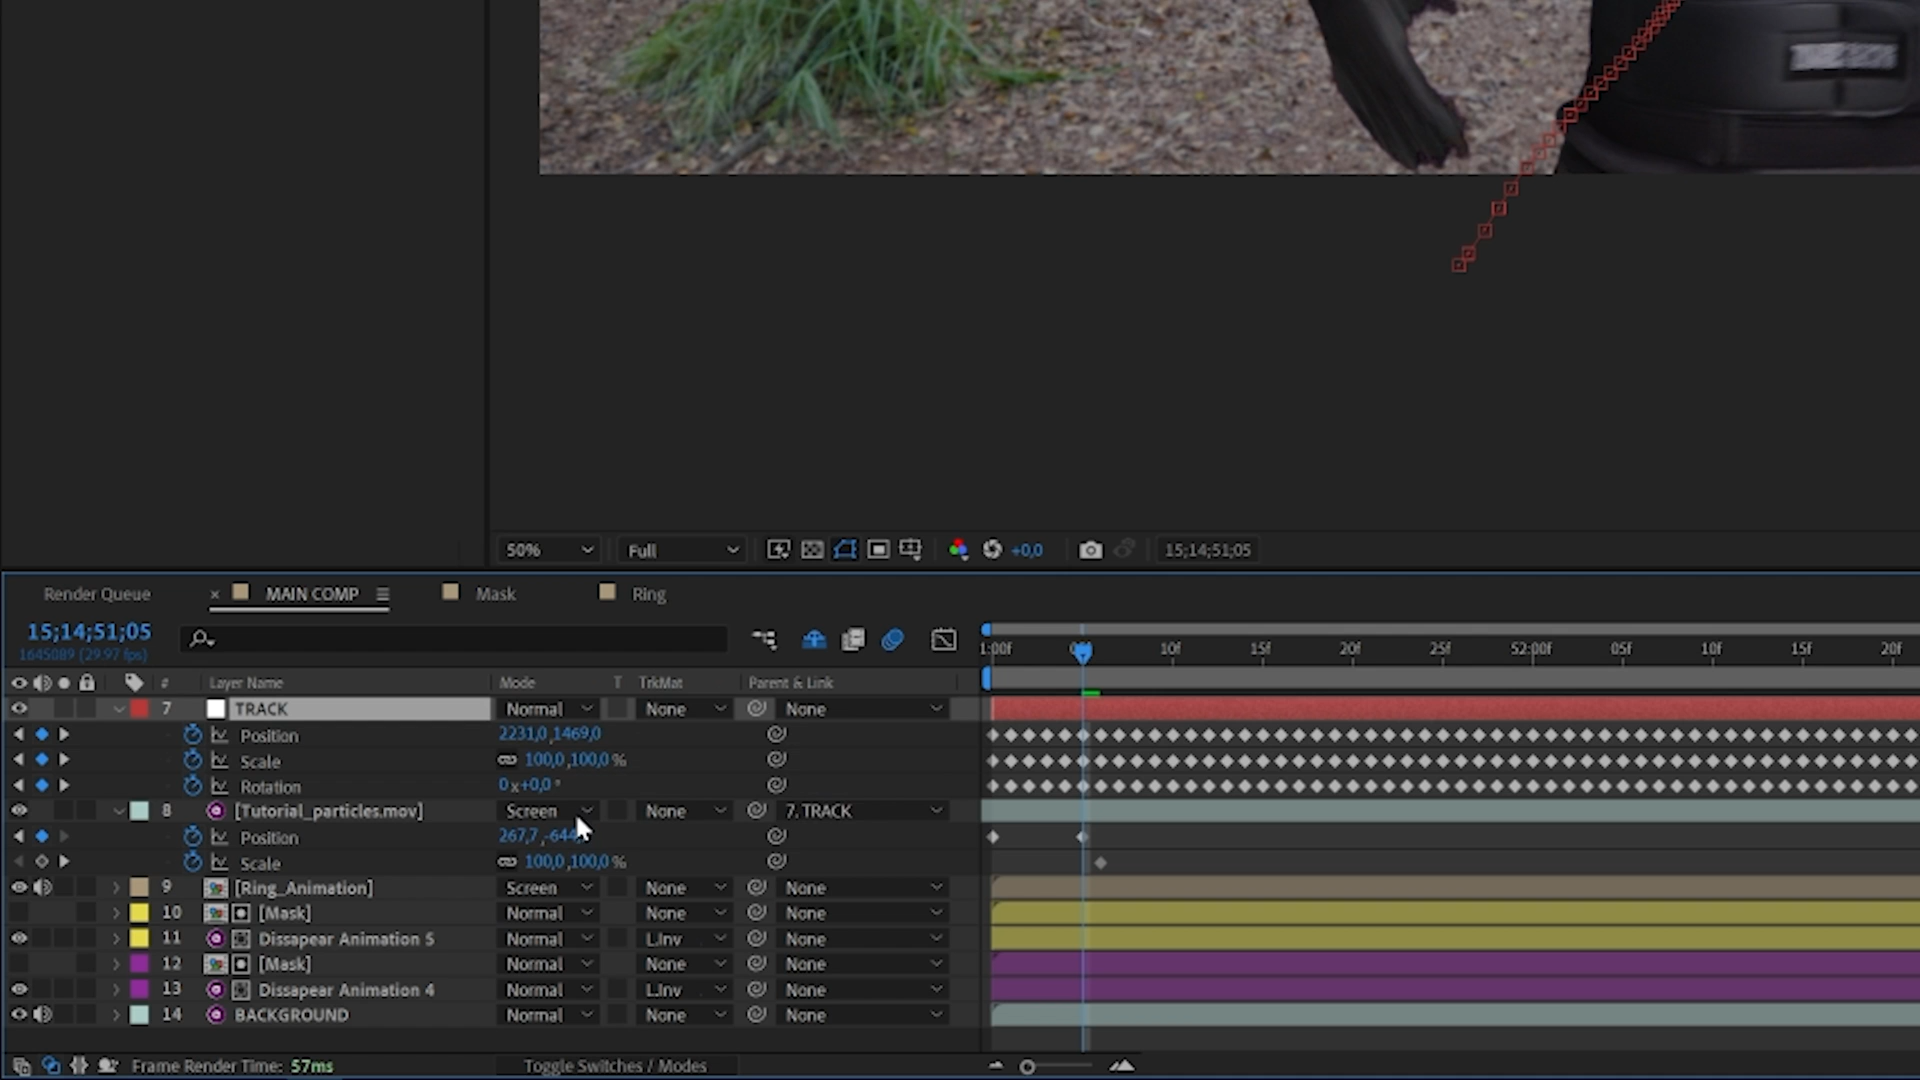 50% Full +0,0 15;14;51;05
Render Queue × MAIN COMP Mask Ring
15;14;51;05
1645089 (29.97 fps)
1:00f 10f 15f 20f 25f 52:00f 05f 10f 15f 20f
# Layer Name Mode T TrkMat Parent & Link
7 TRACK Normal None None
Position 2231,0 ,1469,0
Scale 100,0 ,100,0 %
Rotation 0 x+0,0 °
8 [Tutorial_particles.mov] Screen None 7. TRACK
Position 267,7
Scale 100,0 ,100,0 %
9 [Ring_Animation] Screen None None
10 [Mask] Normal None None
11 Dissapear Animation 5 Normal L.Inv None
12 [Mask] Normal None None
13 Dissapear Animation 4 Normal L.Inv None
14 BACKGROUND Normal None None
Frame Render Time: 57ms Toggle Switches / Modes